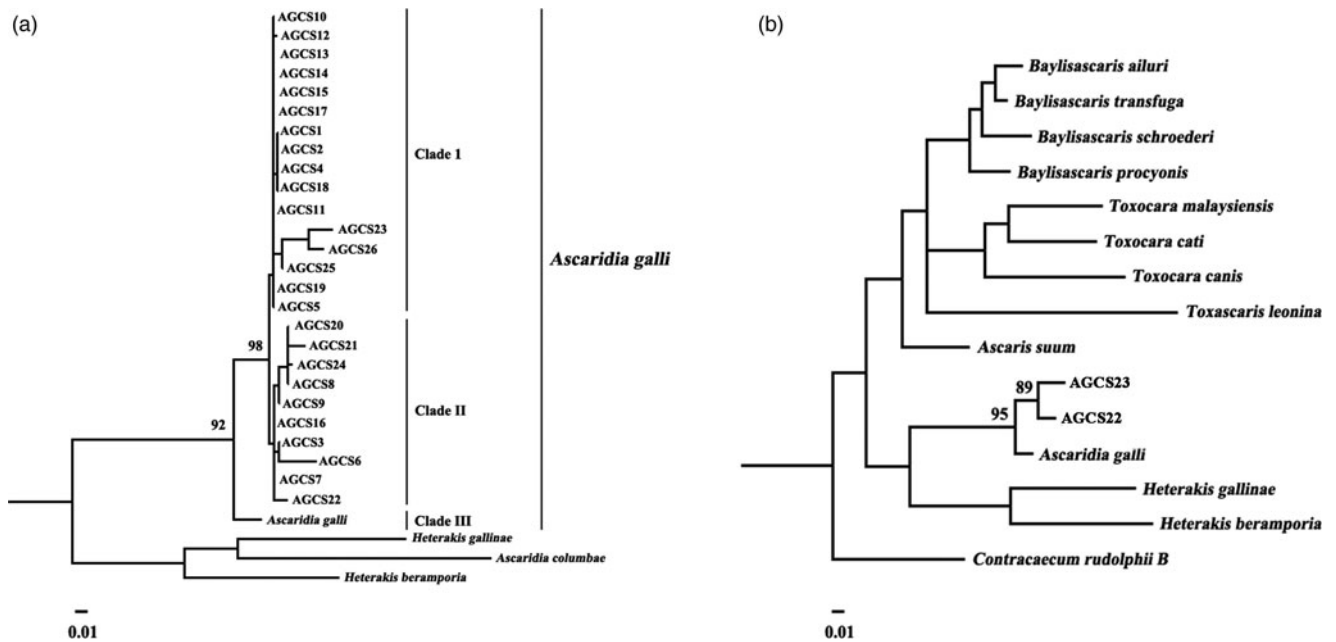 (a)
AGCS10
AGCS12
AGCS13
AGCS14
AGCS15
AGCS17
AGCS1
AGCS2
AGCS4
AGCS18
AGCS11
AGCS23
AGCS26
AGCS25
AGCS19
AGCS5
AGCS20
AGCS21
AGCS24
AGCS8
AGCS9
AGCS16
AGCS3
AGCS6
AGCS7
AGCS22
Ascaridia galli
Heterakis gallinae
Ascaridia columbae
Heterakis beramporia
98
92
Clade 1
Clade II
Clade III
Ascaridia galli
0.01
(b)
Baylisascaris ailuri
Baylisascaris transfuga
Baylisascaris schroederi
Baylisascaris procyonis
Toxocara malaysiensis
Toxocara cati
Toxocara canis
Toxascaris leonina
Ascaris suum
AGCS23
89
AGCS22
95
Ascaridia galli
Heterakis gallinae
Heterakis beramporia
Contracaecum rudolphii B
0.01